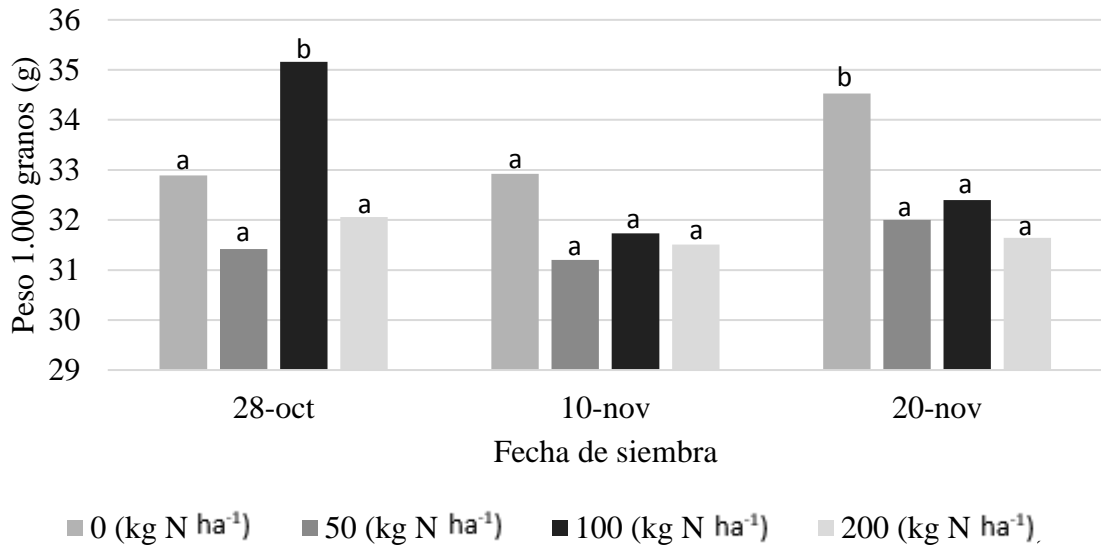 Peso 1.000 granos (g)
36
35
34
33
32
31
30
29
a
a
b
a
a
a
a
a
b
a
a
a
28-oct
10-nov
20-nov
Fecha de siembra
0 (kg N ha⁻¹)
50 (kg N ha⁻¹)
100 (kg N ha⁻¹)
200 (kg N ha⁻¹).